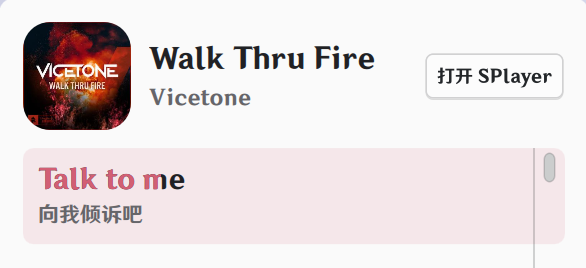 VICETONE
WALK THRU FIRE
Walk Thru Fire
Vicetone
打开 SPlayer
Talk to me
向我倾诉吧